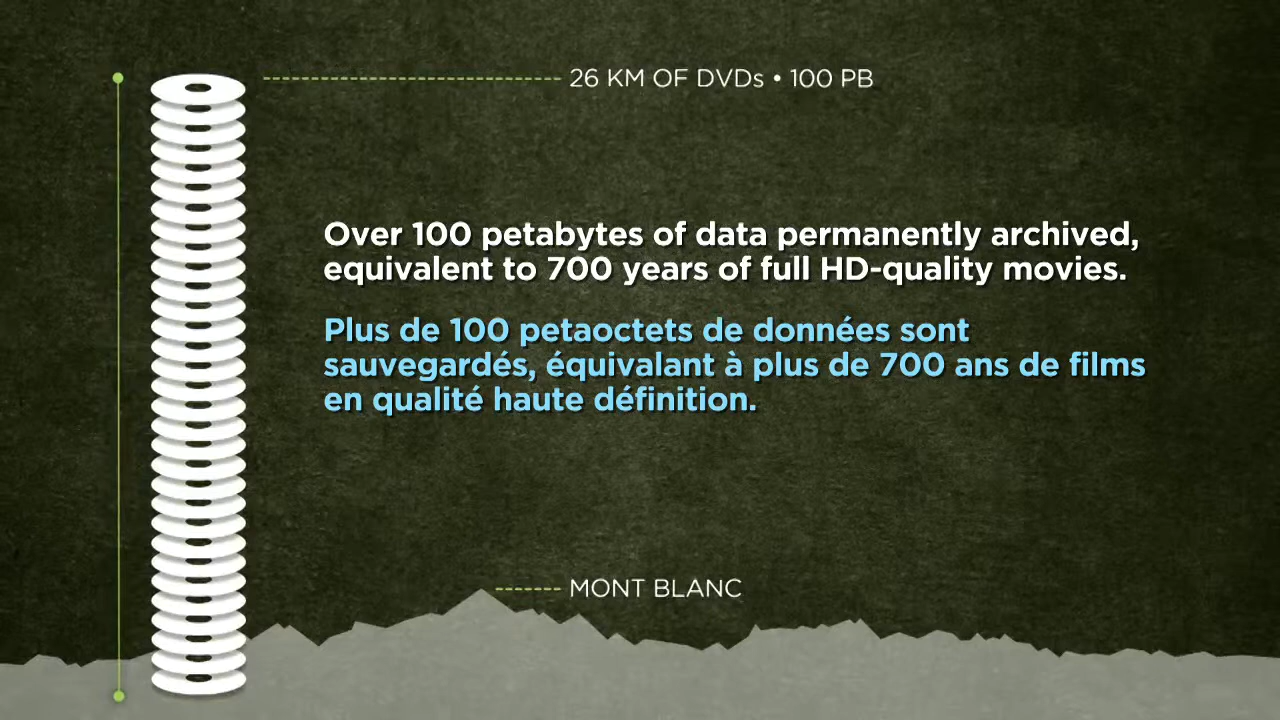 26 KM OF DVDs • 100 PB
Over 100 petabytes of data permanently archived,
equivalent to 700 years of full HD-quality movies.
Plus de 100 petaoctets de données sont
sauvegardés, équivalant à plus de 700 ans de films
en qualité haute définition.
MONT BLANC